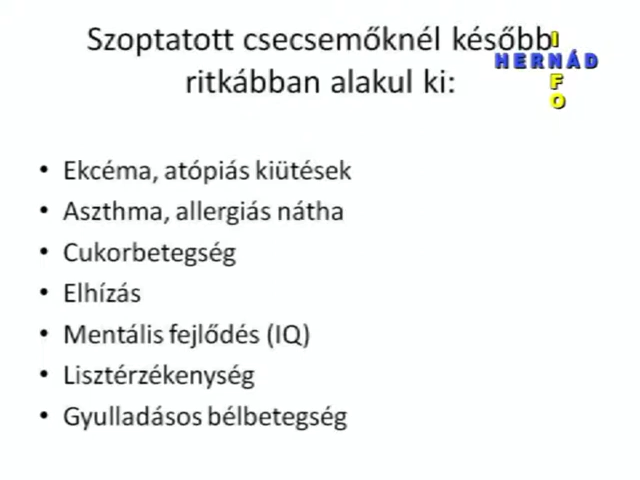 Szoptatott csecsemőknél később
ritkábban alakul ki:
HERNÁD
INFO
• Ekcéma, atópiás kiütések
• Aszthma, allergiás nátha
• Cukorbetegség
• Elhízás
• Mentális fejlődés (IQ)
• Lisztérzékenység
• Gyulladásos bélbetegség